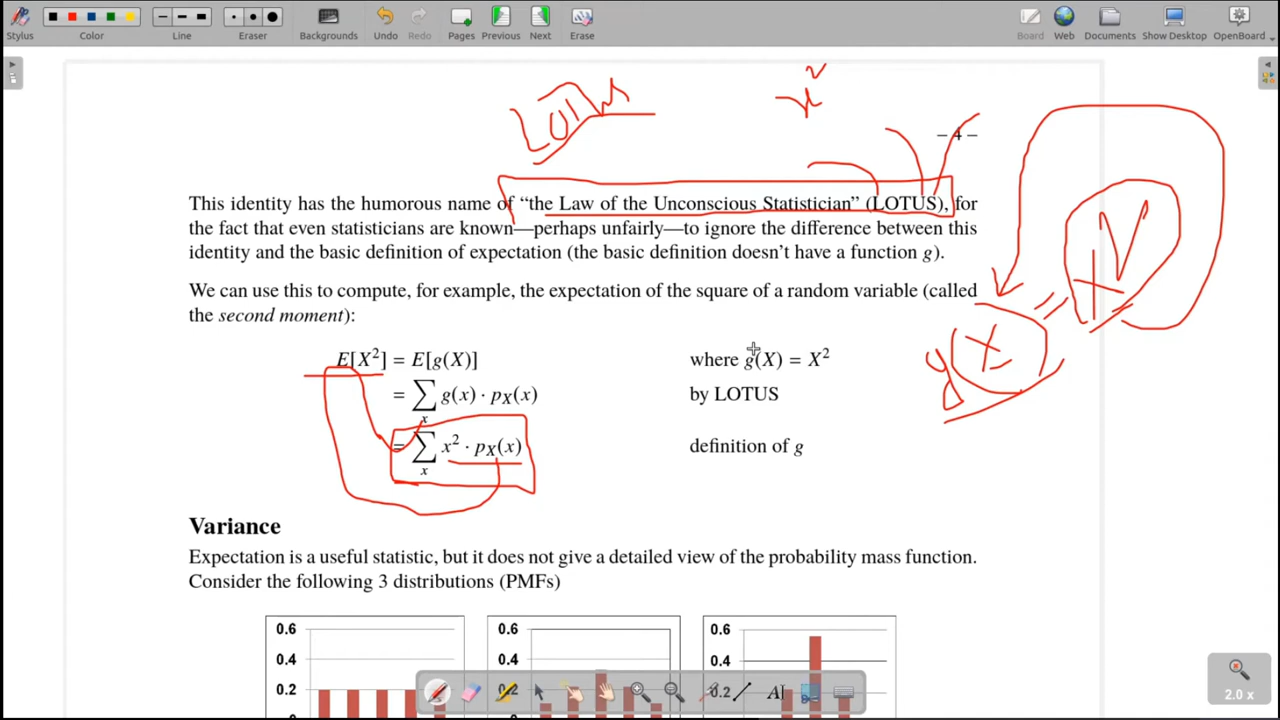 Stylus Color Line Eraser Backgrounds Undo Redo Pages Previous Next Erase Board Web Documents Show Desktop OpenBoard
LOTUS
x²
– 4 –
This identity has the humorous name of “the Law of the Unconscious Statistician” (LOTUS), for
the fact that even statisticians are known—perhaps unfairly—to ignore the difference between this
identity and the basic definition of expectation (the basic definition doesn’t have a function g).
We can use this to compute, for example, the expectation of the square of a random variable (called
the second moment):
E[X²] = E[g(X)] where g(X) = X²
= ∑x g(x) · pX(x) by LOTUS
= ∑x x² · pX(x) definition of g
g(X) =
Variance
Expectation is a useful statistic, but it does not give a detailed view of the probability mass function.
Consider the following 3 distributions (PMFs)
0.6 0.6 0.6
0.4 0.4 0.4
0.2 0.2 0.2
0 0 0
2.0 x